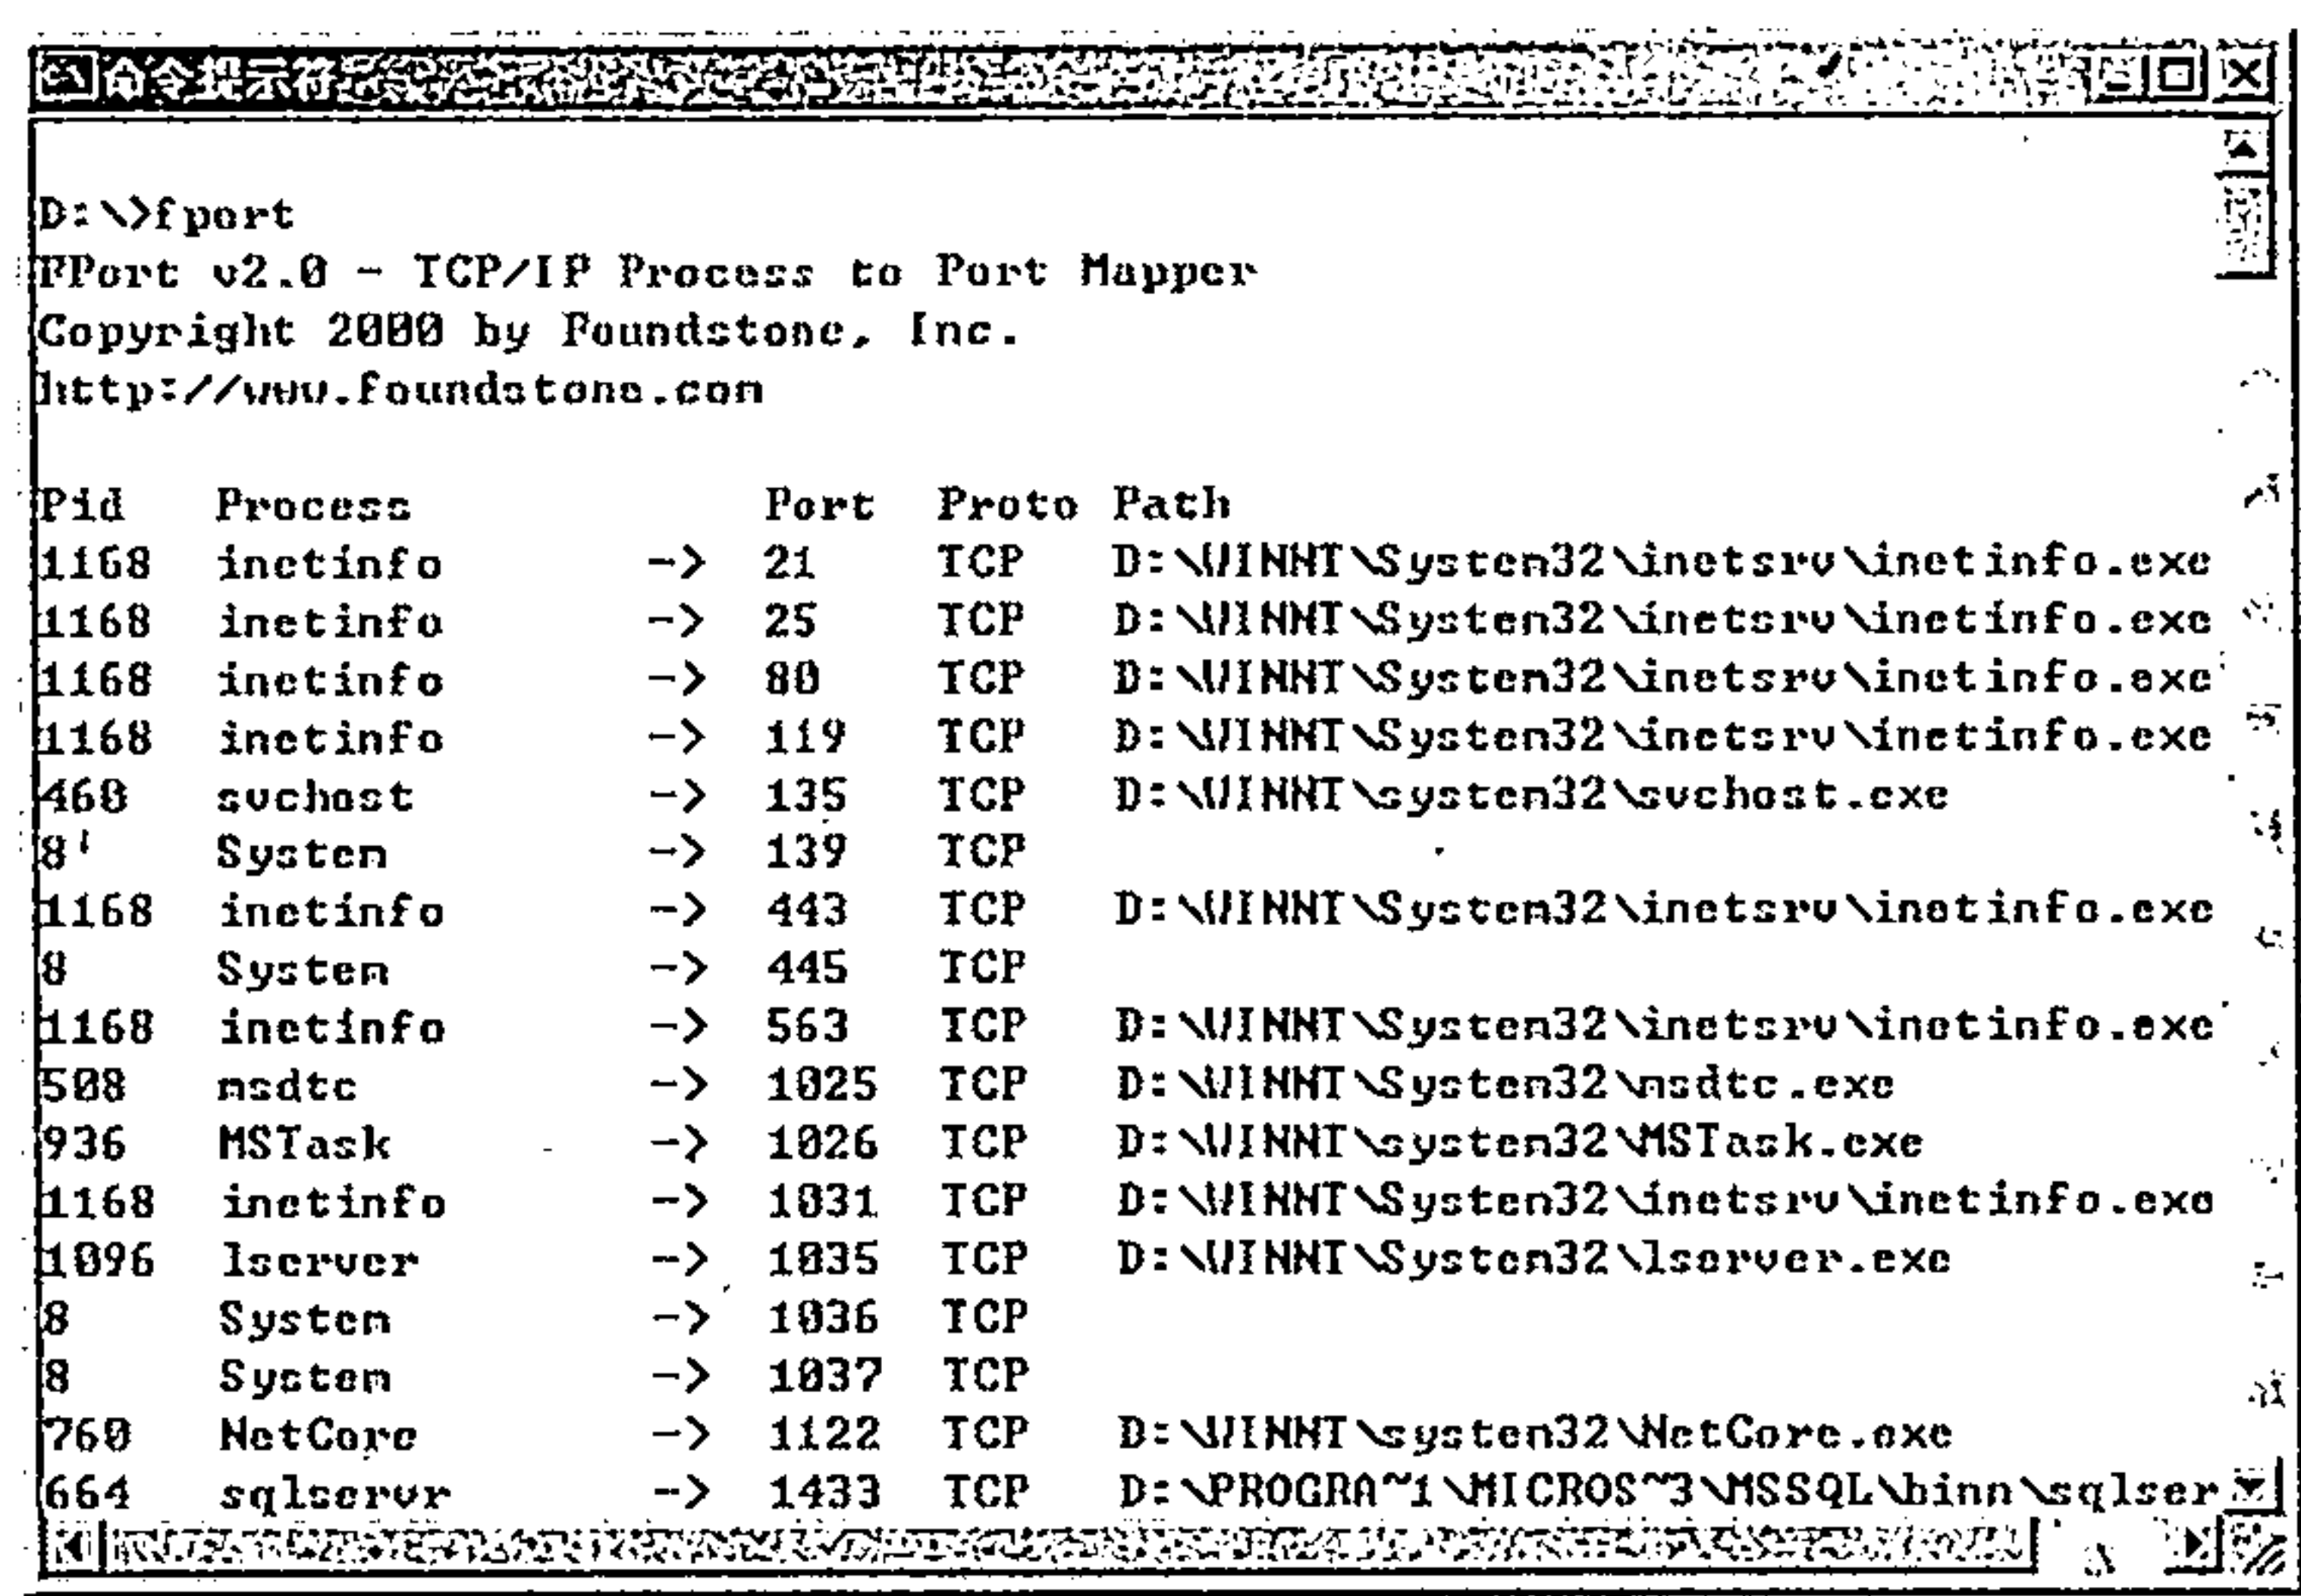 命令提示符
D:\>fport
FPort v2.0 - TCP/IP Process to Port Mapper
Copyright 2000 by Foundstone, Inc.
http://www.foundstone.com
Pid Process Port Proto Path
1168 inetinfo -> 21 TCP D:\WINNT\System32\inetsrv\inetinfo.exe
1168 inetinfo -> 25 TCP D:\WINNT\System32\inetsrv\inetinfo.exe
1168 inetinfo -> 80 TCP D:\WINNT\System32\inetsrv\inetinfo.exe
1168 inetinfo -> 119 TCP D:\WINNT\System32\inetsrv\inetinfo.exe
460 svchost -> 135 TCP D:\WINNT\system32\svchost.exe
8 System -> 139 TCP
1168 inetinfo -> 443 TCP D:\WINNT\System32\inetsrv\inetinfo.exe
8 System -> 445 TCP
1168 inetinfo -> 563 TCP D:\WINNT\System32\inetsrv\inetinfo.exe
508 msdtc -> 1025 TCP D:\WINNT\System32\msdtc.exe
936 MSTask -> 1026 TCP D:\WINNT\system32\MSTask.exe
1168 inetinfo -> 1031 TCP D:\WINNT\System32\inetsrv\inetinfo.exe
1096 lserver -> 1035 TCP D:\WINNT\System32\lserver.exe
8 System -> 1036 TCP
8 System -> 1037 TCP
760 NetCore -> 1122 TCP D:\WINNT\system32\NetCore.exe
664 sqlservr -> 1433 TCP D:\PROGRA~1\MICROS~3\MSSQL\binn\sqlser